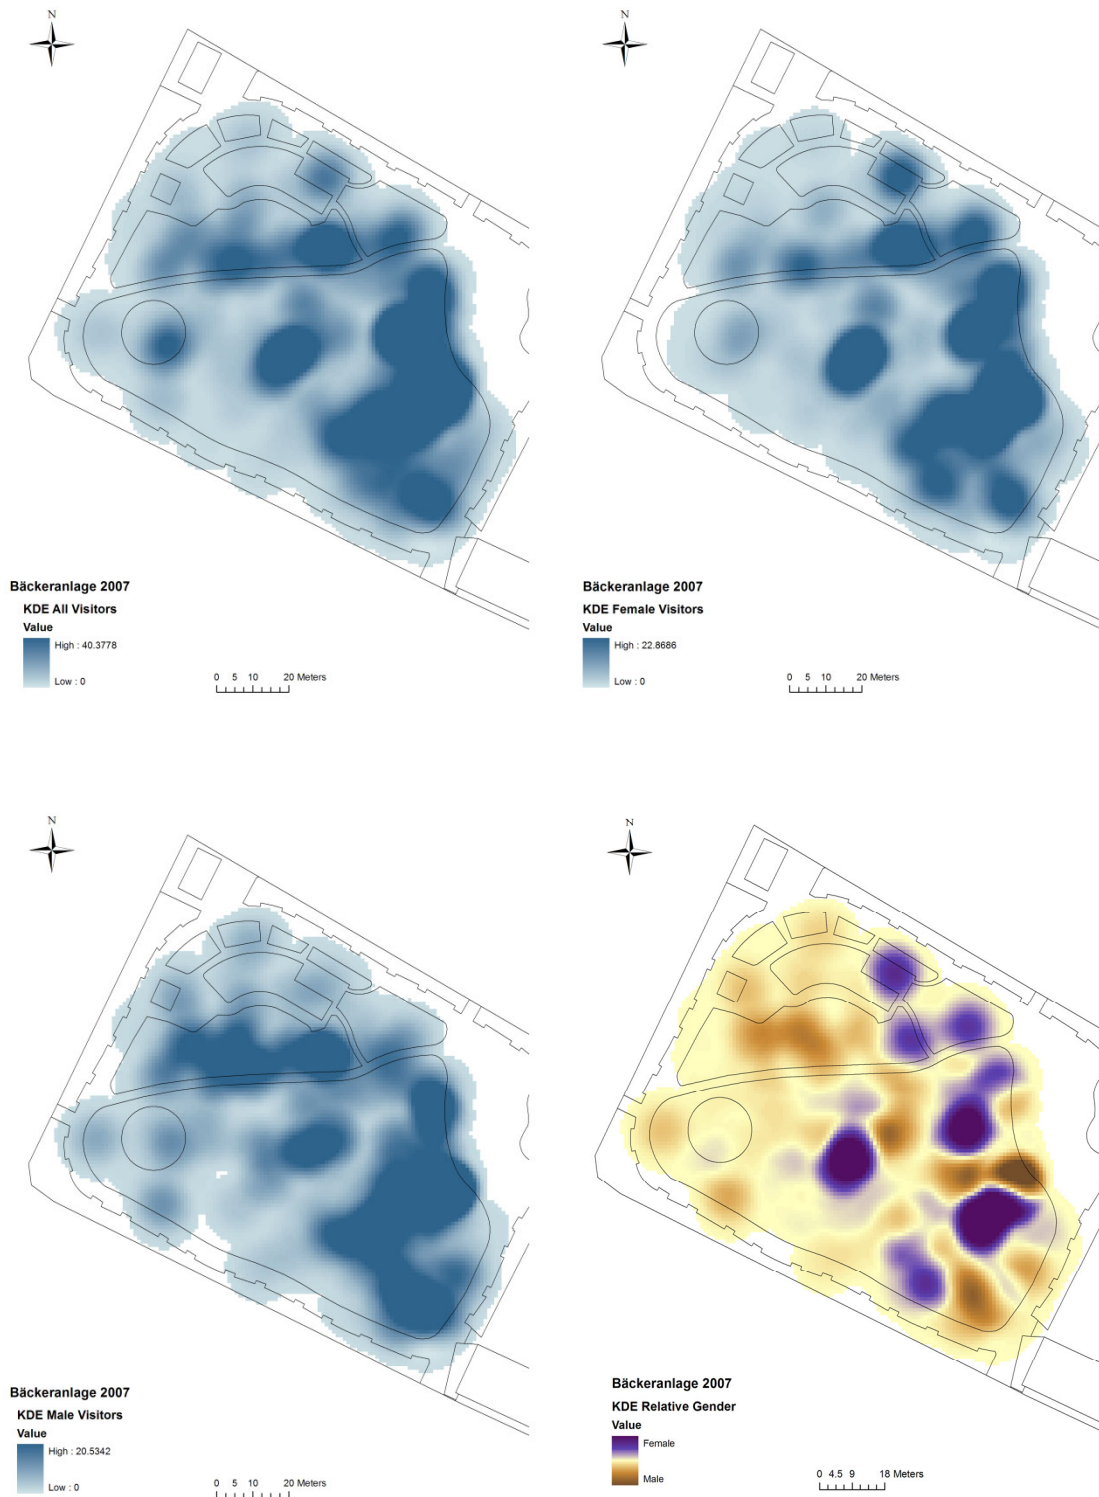 N
N
Bäckeranlage 2007
KDE All Visitors
Value
High : 40.3778
Low : 0
0 5 10 20 Meters
Bäckeranlage 2007
KDE Female Visitors
Value
High : 22.8686
Low : 0
0 5 10 20 Meters
N
N
Bäckeranlage 2007
KDE Male Visitors
Value
High : 20.5342
Low : 0
0 5 10 20 Meters
Bäckeranlage 2007
KDE Relative Gender
Value
Female
Male
0 4.5 9 18 Meters